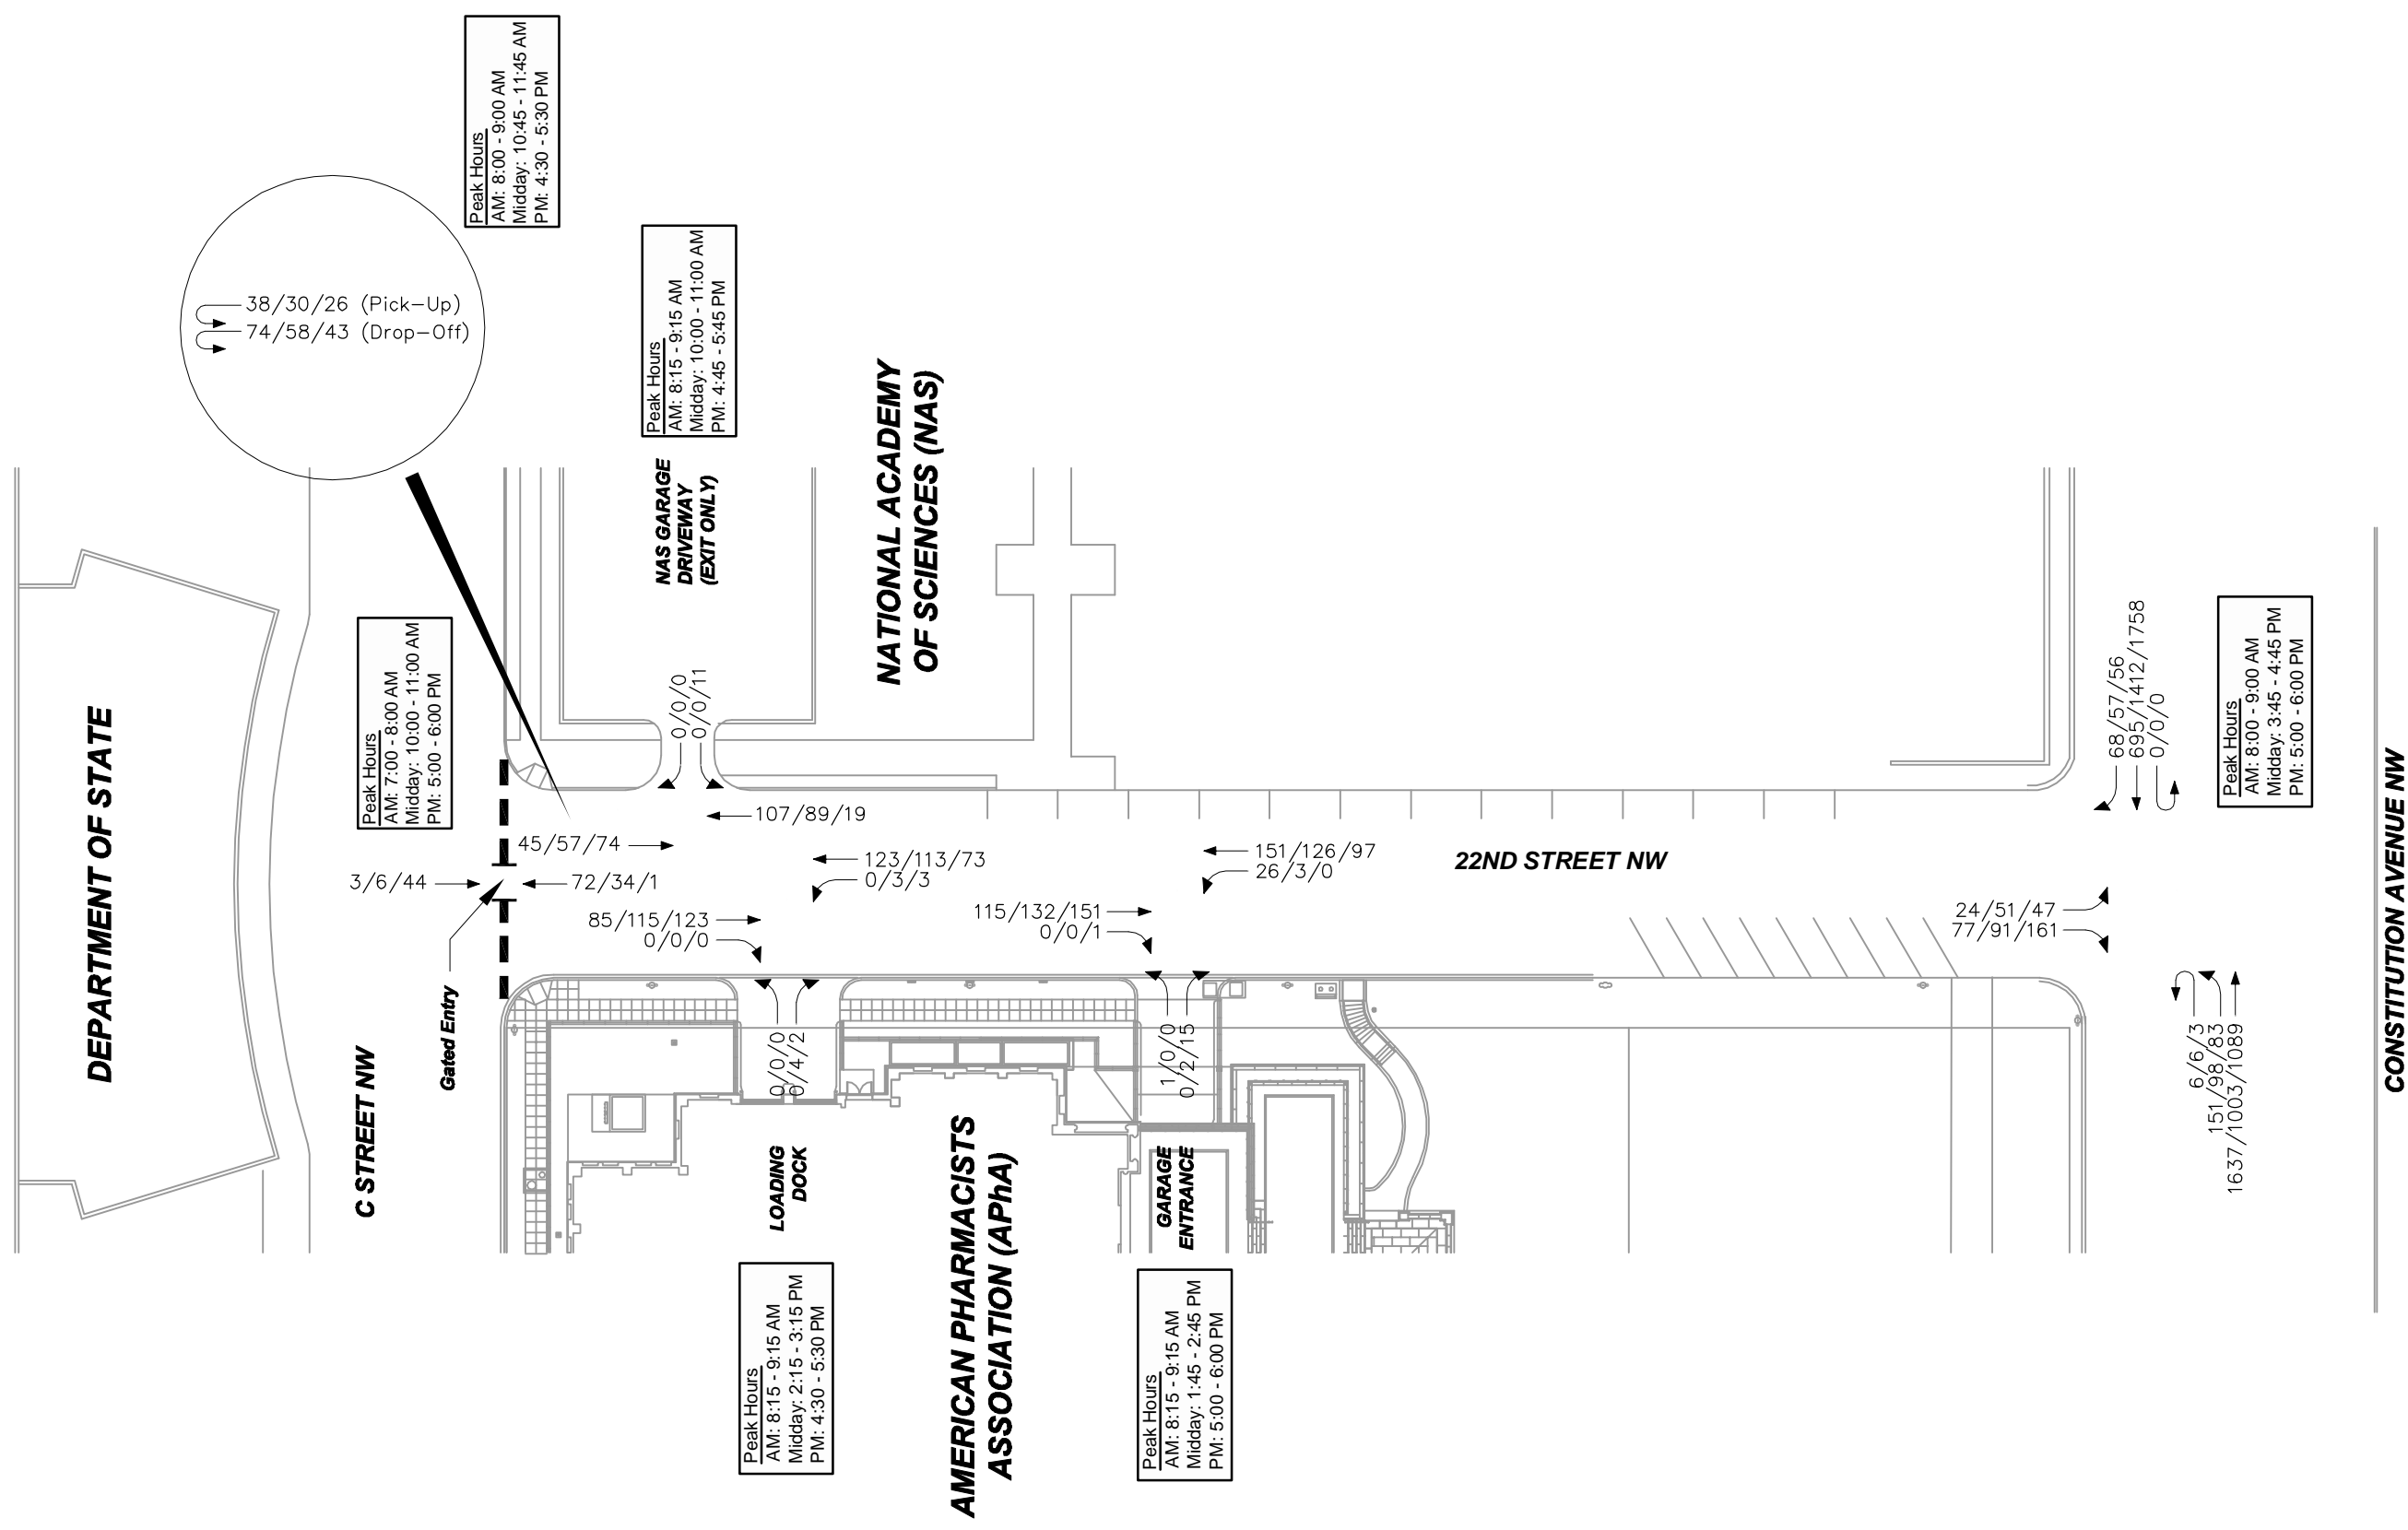 38/30/26 (Pick-Up)
74/58/43 (Drop-Off)
Peak Hours
AM: 8:00 - 9:00 AM
Midday: 10:45 - 11:45 AM
PM: 4:30 - 5:30 PM
Peak Hours
AM: 8:15 - 9:15 AM
Midday: 10:00 - 11:00 AM
PM: 4:45 - 5:45 PM
NAS GARAGE
DRIVEWAY
(EXIT ONLY)
NATIONAL ACADEMY
OF SCIENCES (NAS)
Peak Hours
AM: 7:00 - 8:00 AM
Midday: 10:00 - 11:00 AM
PM: 5:00 - 6:00 PM
DEPARTMENT OF STATE
0/0/0
0/0/11
107/89/19
45/57/74
123/113/73
0/3/3
3/6/44
72/34/1
85/115/123
0/0/0
151/126/97
26/3/0
115/132/151
0/0/1
22ND STREET NW
24/51/47
77/91/161
68/57/56
695/1412/1758
0/0/0
Peak Hours
AM: 8:00 - 9:00 AM
Midday: 3:45 - 4:45 PM
PM: 5:00 - 6:00 PM
CONSTITUTION AVENUE NW
6/6/3
151/98/83
1637/1003/1089
Gated Entry
C STREET NW
0/0/0
0/4/2
LOADING
DOCK
1/0/0
0/2/15
GARAGE
ENTRANCE
AMERICAN PHARMACISTS
ASSOCIATION (APhA)
Peak Hours
AM: 8:15 - 9:15 AM
Midday: 2:15 - 3:15 PM
PM: 4:30 - 5:30 PM
Peak Hours
AM: 8:15 - 9:15 AM
Midday: 1:45 - 2:45 PM
PM: 5:00 - 6:00 PM